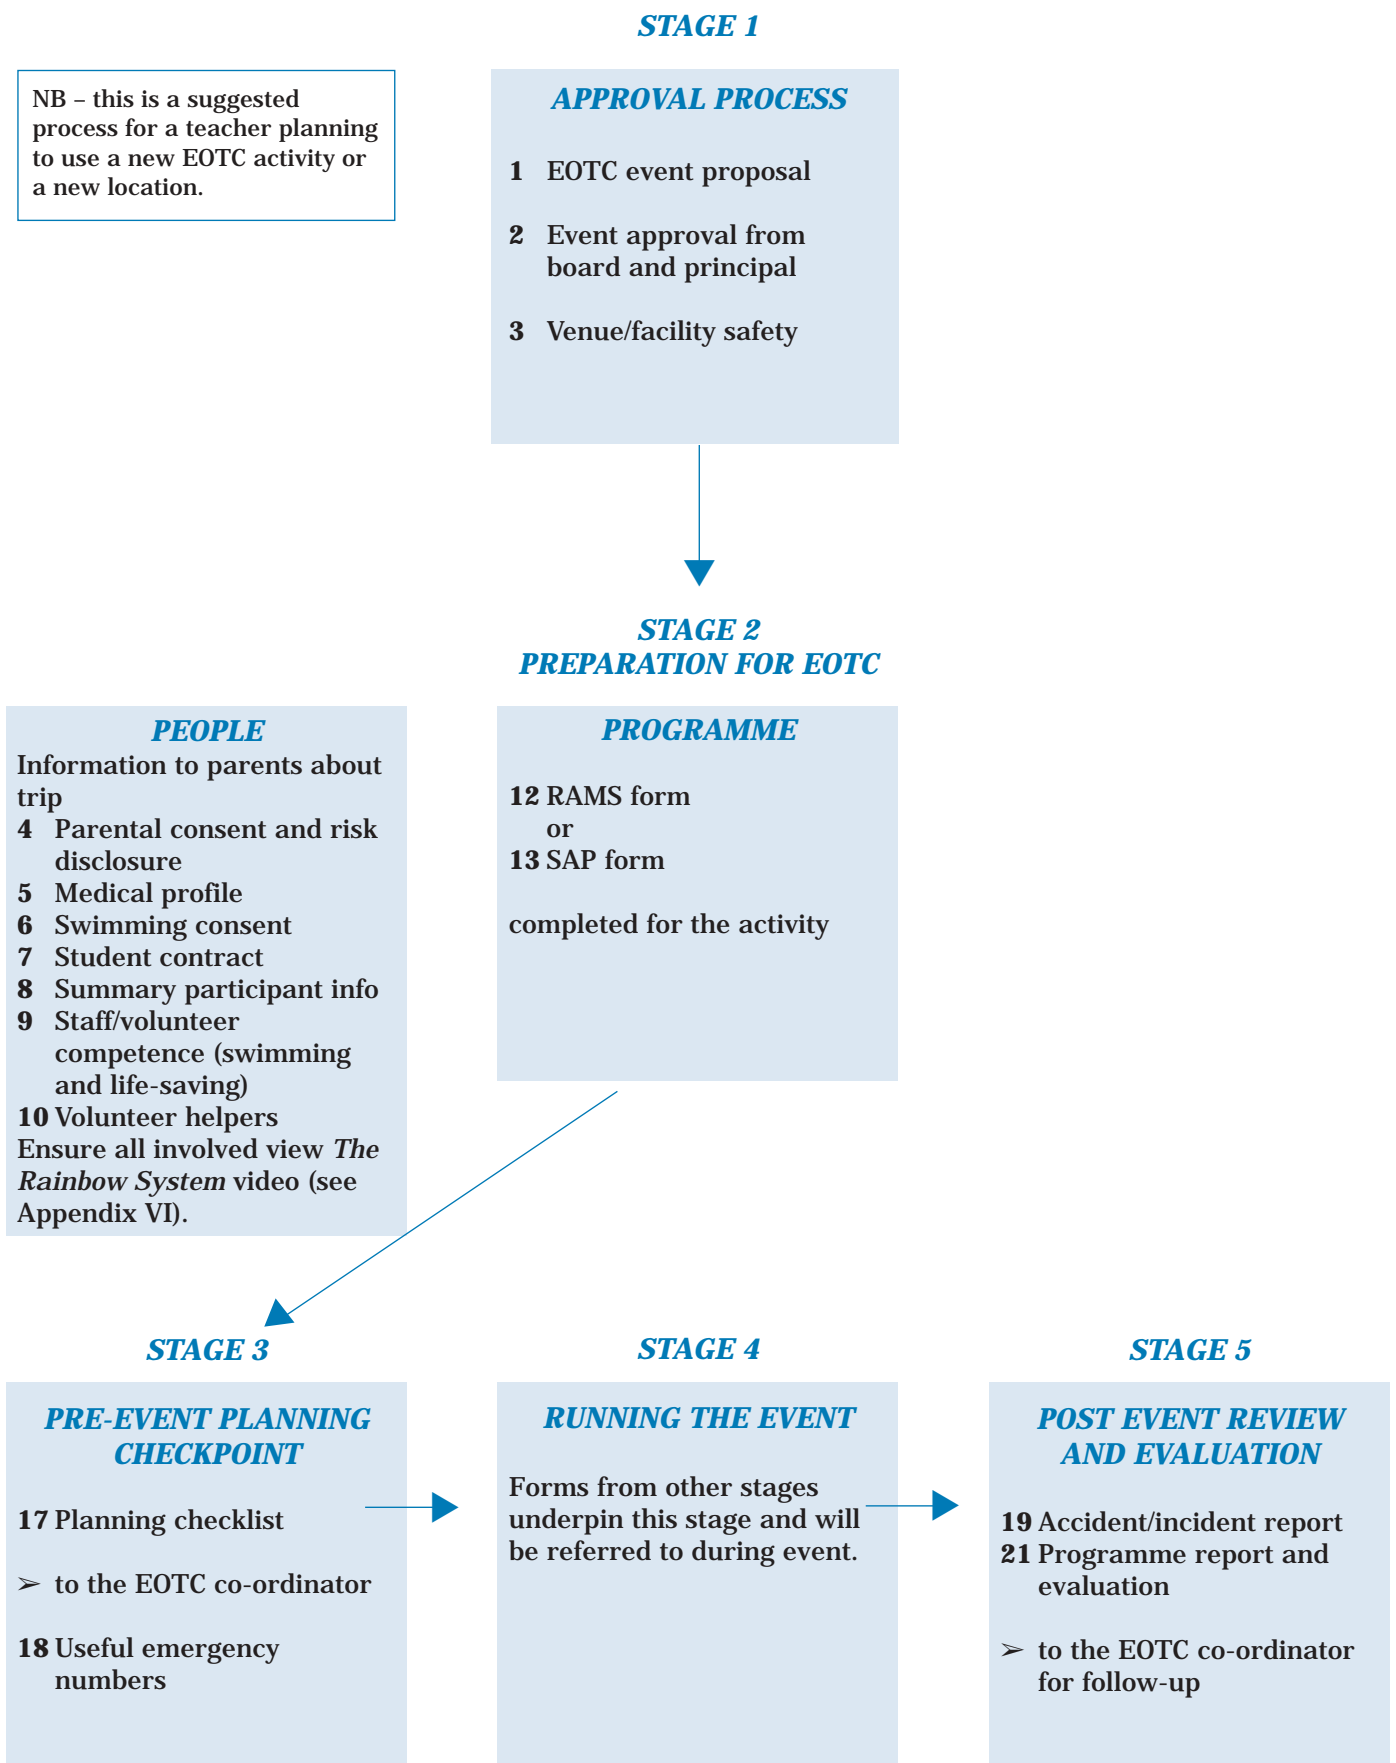 STAGE 1
NB – this is a suggested
process for a teacher planning
to use a new EOTC activity or
a new location.
APPROVAL PROCESS
1 EOTC event proposal
2 Event approval from
board and principal
3 Venue/facility safety
STAGE 2
PREPARATION FOR EOTC
PEOPLE
Information to parents about
trip
4 Parental consent and risk
disclosure
5 Medical profile
6 Swimming consent
7 Student contract
8 Summary participant info
9 Staff/volunteer
competence (swimming
and life-saving)
10 Volunteer helpers
Ensure all involved view The
Rainbow System video (see
Appendix VI).
PROGRAMME
12 RAMS form
or
13 SAP form
completed for the activity
STAGE 3
PRE-EVENT PLANNING
CHECKPOINT
17 Planning checklist
➢ to the EOTC co-ordinator
18 Useful emergency
numbers
STAGE 4
RUNNING THE EVENT
Forms from other stages
underpin this stage and will
be referred to during event.
STAGE 5
POST EVENT REVIEW
AND EVALUATION
19 Accident/incident report
21 Programme report and
evaluation
➢ to the EOTC co-ordinator
for follow-up